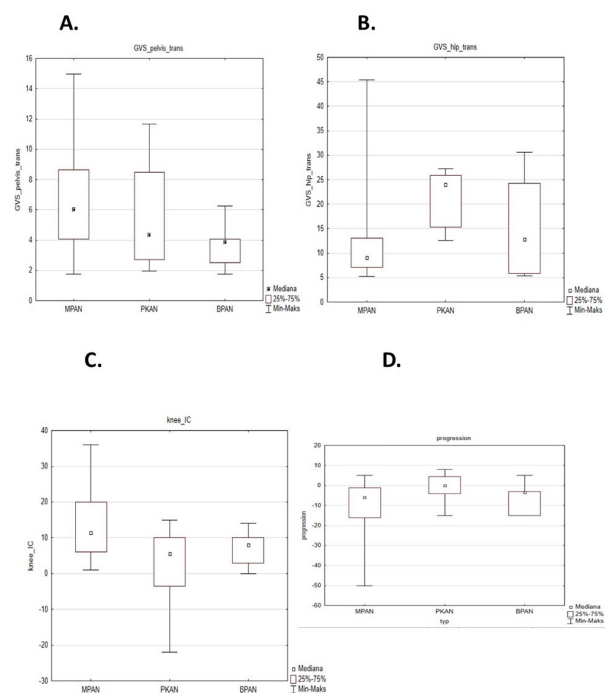 A.
GVS_pelvis_trans
16
14
12
10
8
6
4
2
0
GVS_pelvis_trans
MPAN PKAN BPAN
Mediana
25%-75%
Min-Maks
B.
GVS_hip_trans
50
45
40
35
30
25
20
15
10
5
0
GVS_hip_trans
MPAN PKAN BPAN
Mediana
25%-75%
Min-Maks
C.
knee_IC
40
30
20
10
0
-10
-20
-30
knee_IC
MPAN PKAN BPAN
Mediana
25%-75%
Min-Maks
D.
progression
20
10
0
-10
-20
-30
-40
-50
-60
progression
MPAN PKAN BPAN
typ
Mediana
25%-75%
Min-Maks